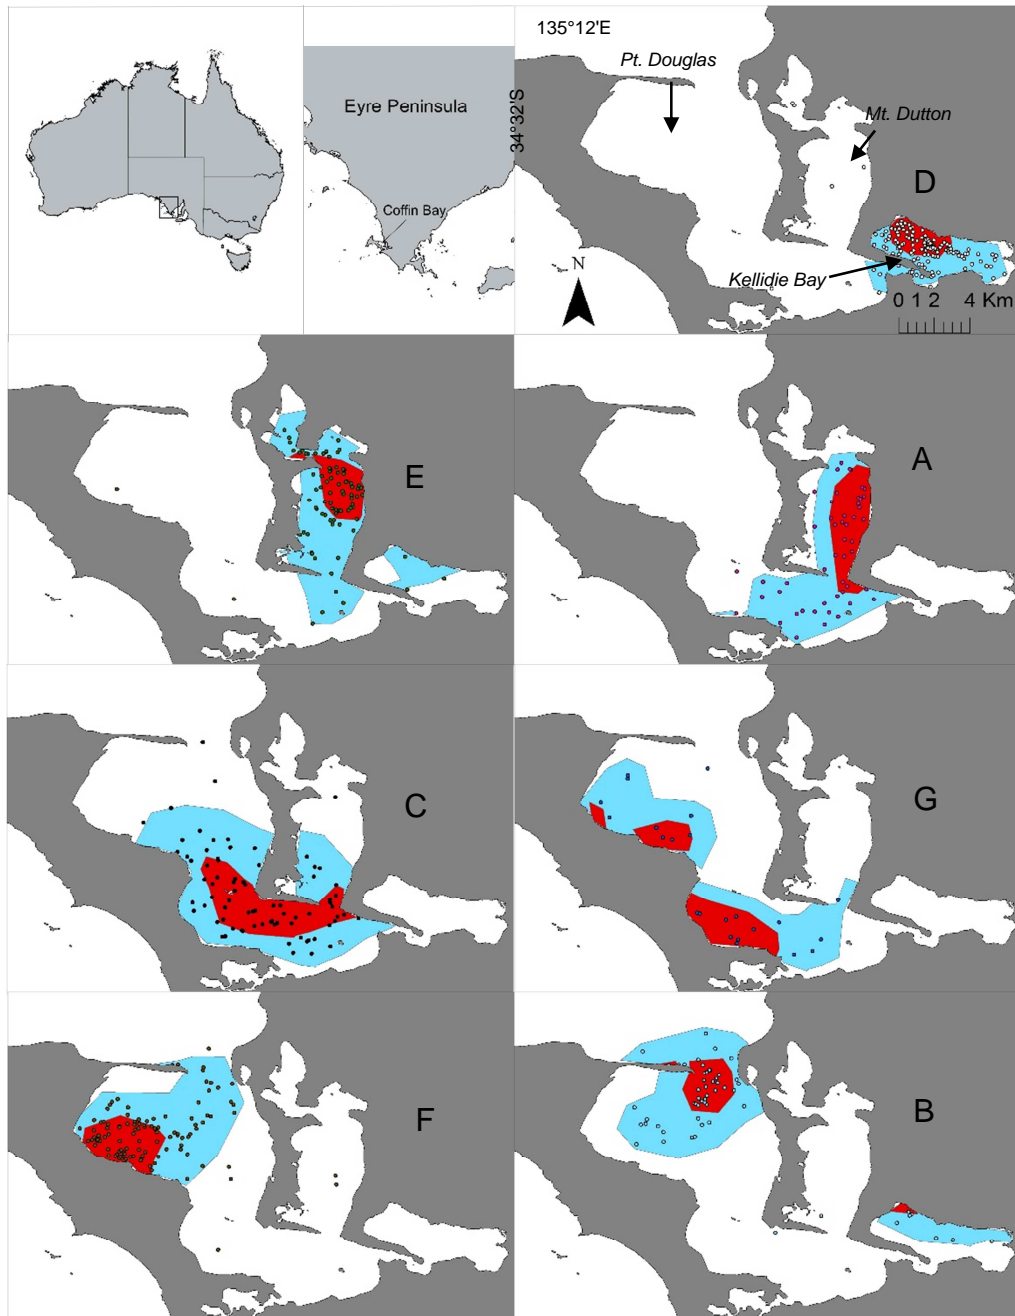 135°12'E
Pt. Douglas
Eyre Peninsula
34°32'S
Mt. Dutton
D
Coffin Bay
N
Kellidie Bay
0 1 2 4 Km
E
A
C
G
F
B